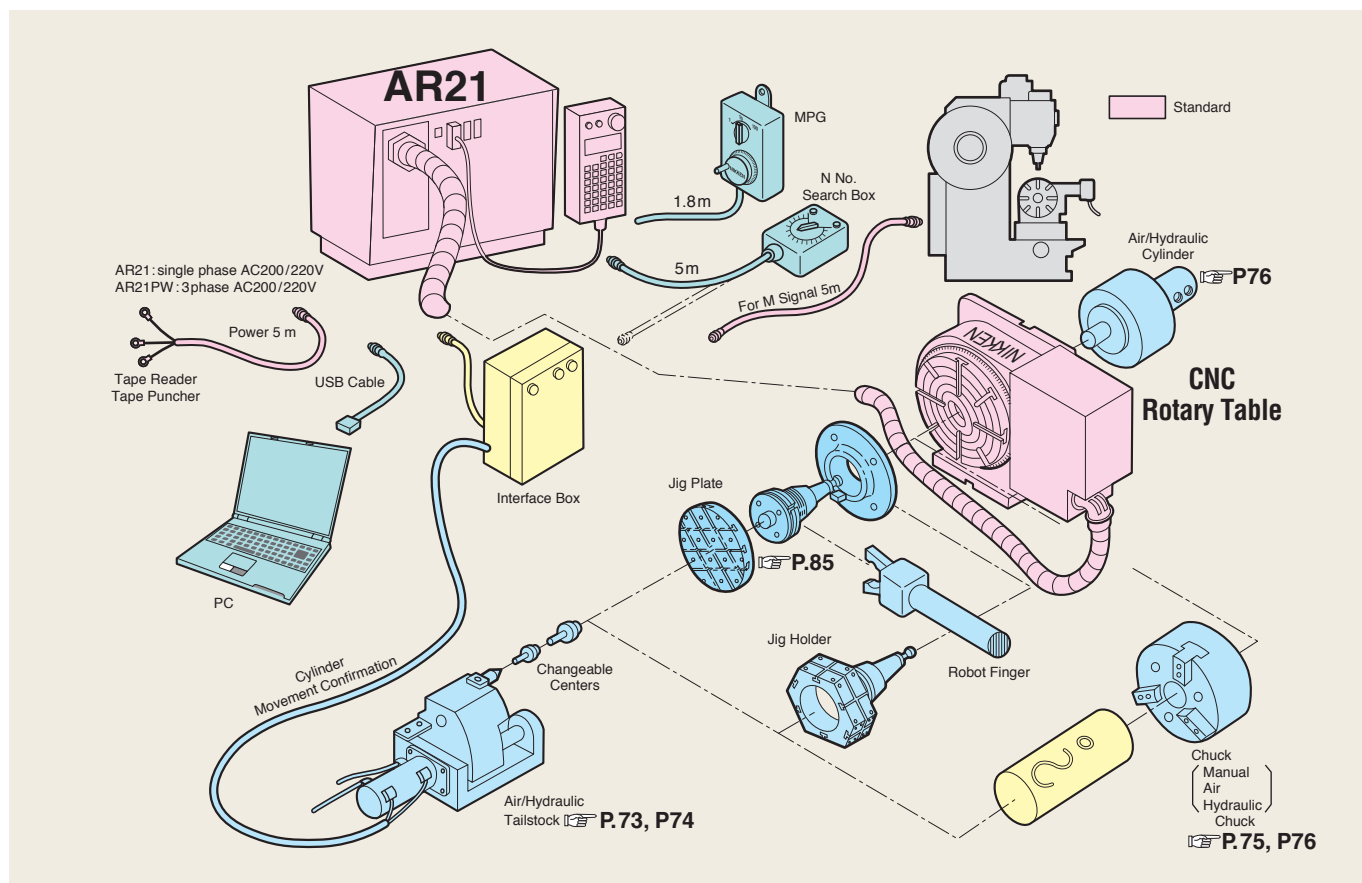 AR21
MPG
Standard
1.8m
N No.
Search Box
5m
For M Signal 5m
Air/Hydraulic
Cylinder
P76
AR21 : single phase AC200/220V
AR21PW : 3phase AC200/220V
Power 5 m
Tape Reader
Tape Puncher
USB Cable
NIKKEN
CNC
Rotary Table
Interface Box
Jig Plate
P.85
PC
Cylinder
Movement Confirmation
Changeable
Centers
Jig Holder
Robot Finger
Air/Hydraulic
Tailstock P.73, P74
Chuck
Manual
Air
Hydraulic
Chuck
P.75, P76